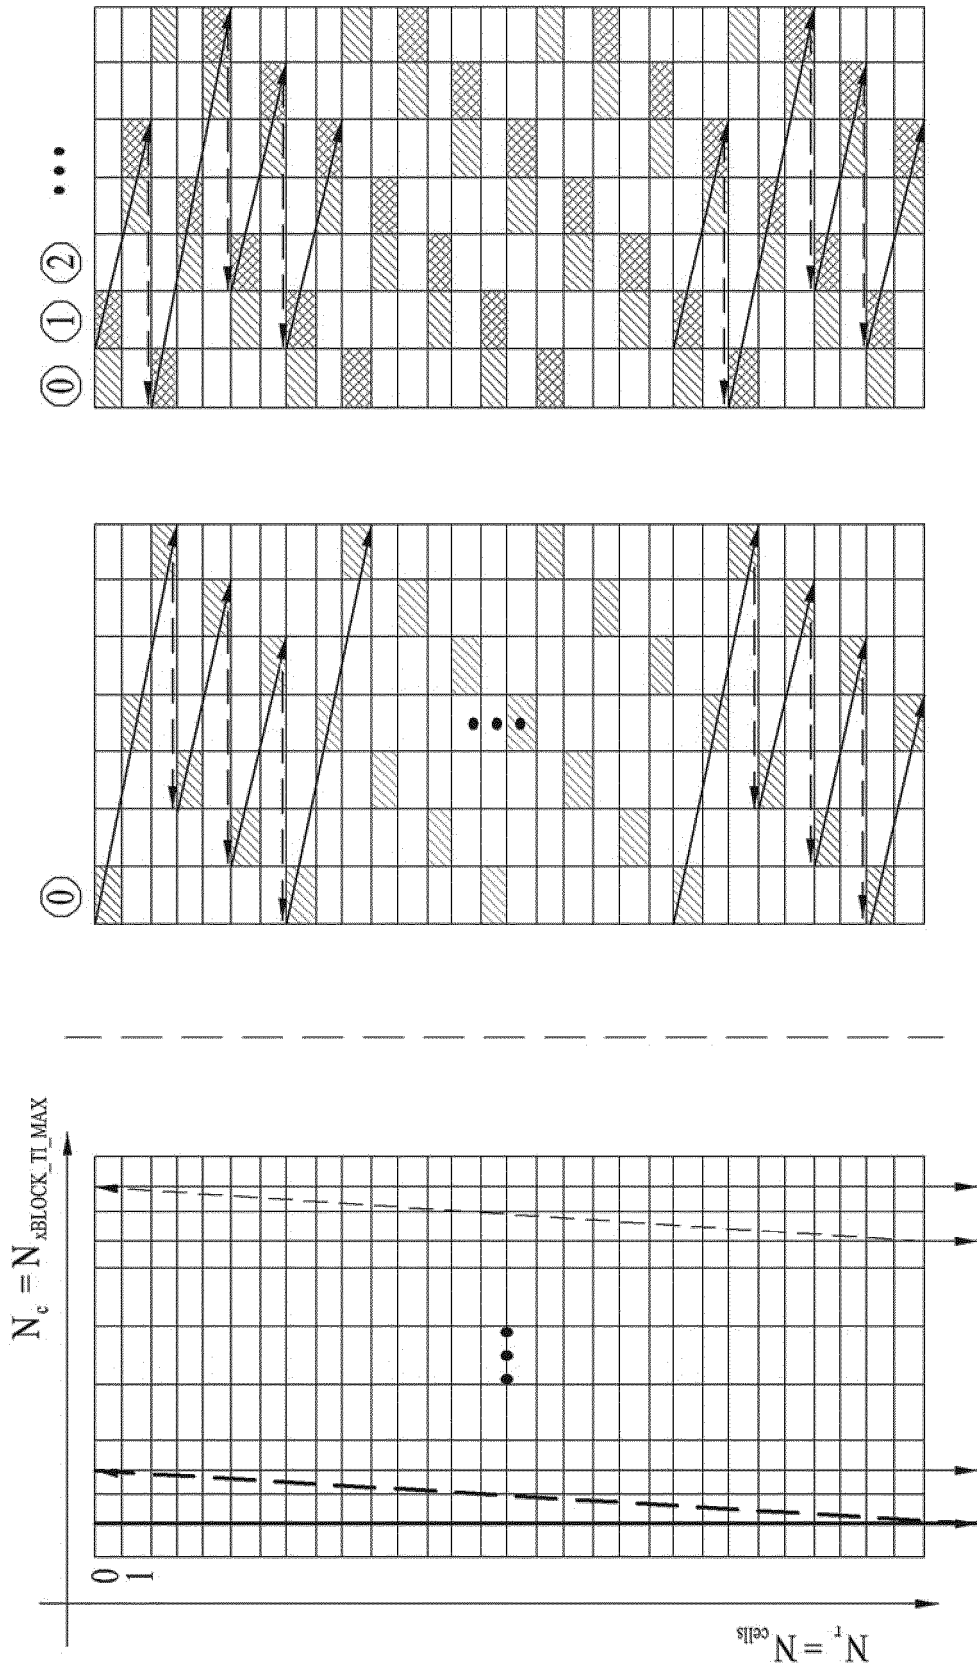 N_c = N_xBLOCK_TI_MAX
0
1
N_r = N_cells
0
0 1 2 •••